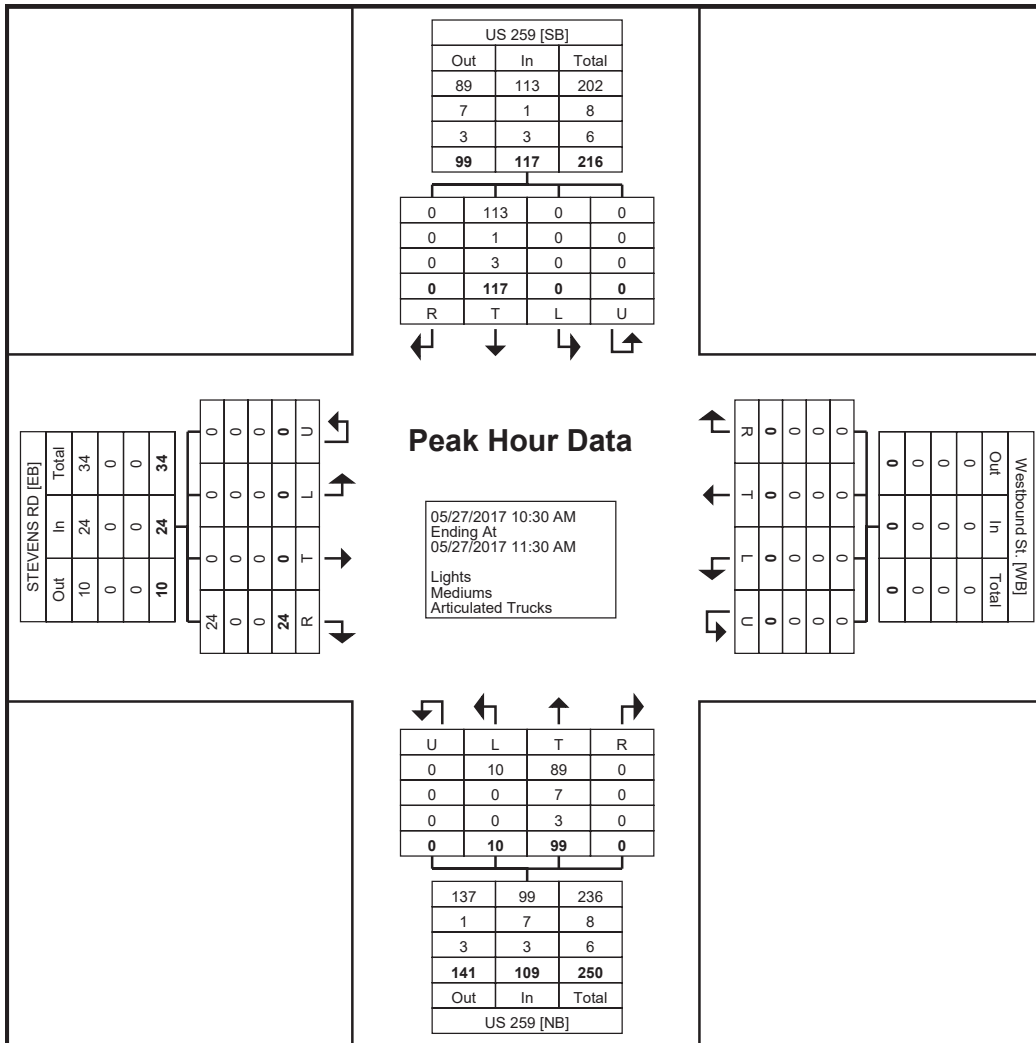 US 259 [SB]
Out In Total
89 113 202
7 1 8
3 3 6
99 117 216
0 113 0 0
0 1 0 0
0 3 0 0
0 117 0 0
R T L U
STEVENS RD [EB]
Total 34 0 0 34
In 24 0 0 24
Out 10 0 0 10
0 0 0 0 U
0 0 0 0 L
0 0 0 0 T
24 0 0 24 R
Peak Hour Data
05/27/2017 10:30 AM
Ending At
05/27/2017 11:30 AM
Lights
Mediums
Articulated Trucks
R 0 0 0 0
T 0 0 0 0
L 0 0 0 0
U 0 0 0 0
Westbound St. [WB]
Out In Total
0 0 0
0 0 0
0 0 0
0 0 0
U L T R
0 10 89 0
0 0 7 0
0 0 3 0
0 10 99 0
137 99 236
1 7 8
3 3 6
141 109 250
Out In Total
US 259 [NB]